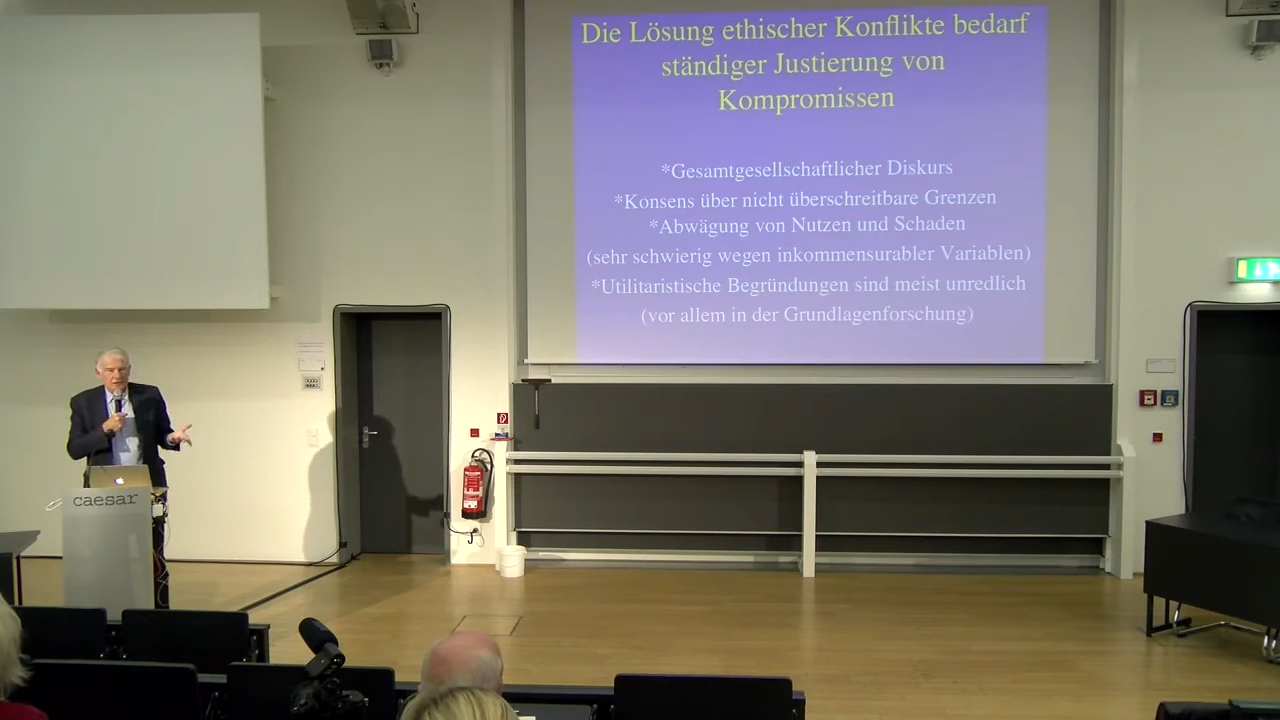 Die Lösung ethischer Konflikte bedarf
ständiger Justierung von
Kompromissen
*Gesamtgesellschaftlicher Diskurs
*Konsens über nicht überschreitbare Grenzen
*Abwägung von Nutzen und Schaden
(sehr schwierig wegen inkommensurabler Variablen)
*Utilitaristische Begründungen sind meist unredlich
(vor allem in der Grundlagenforschung)
caesar